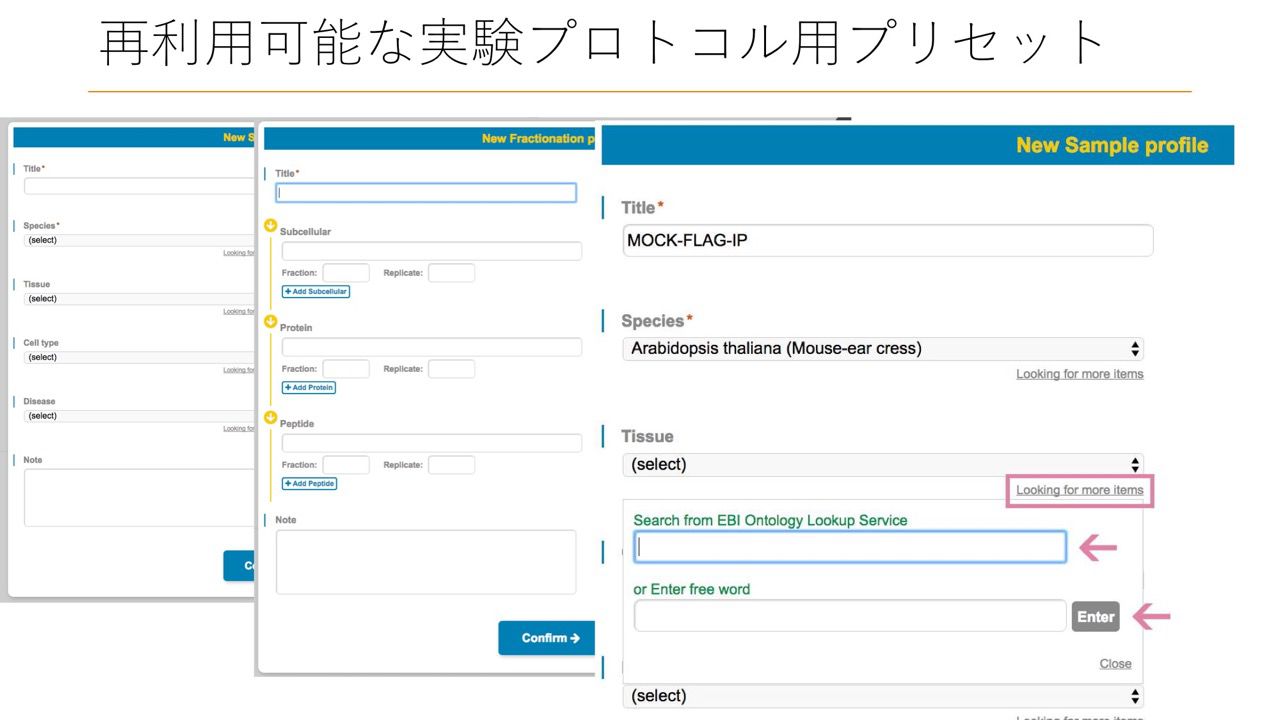 再利用可能な実験プロトコル用プリセット
New S
Title*
Species*
(select)
Looking for
Tissue
(select)
Looking for
Cell type
(select)
Looking for
Disease
(select)
Looking for
Note
Co
New Fractionation p
Title*
Subcellular
Fraction: Replicate:
+ Add Subcellular
Protein
Fraction: Replicate:
+ Add Protein
Peptide
Fraction: Replicate:
+ Add Peptide
Note
Confirm →
New Sample profile
Title*
MOCK-FLAG-IP
Species*
Arabidopsis thaliana (Mouse-ear cress)
Looking for more items
Tissue
(select)
Looking for more items
Search from EBI Ontology Lookup Service
or Enter free word
Enter
Close
(select)
Looking for more items